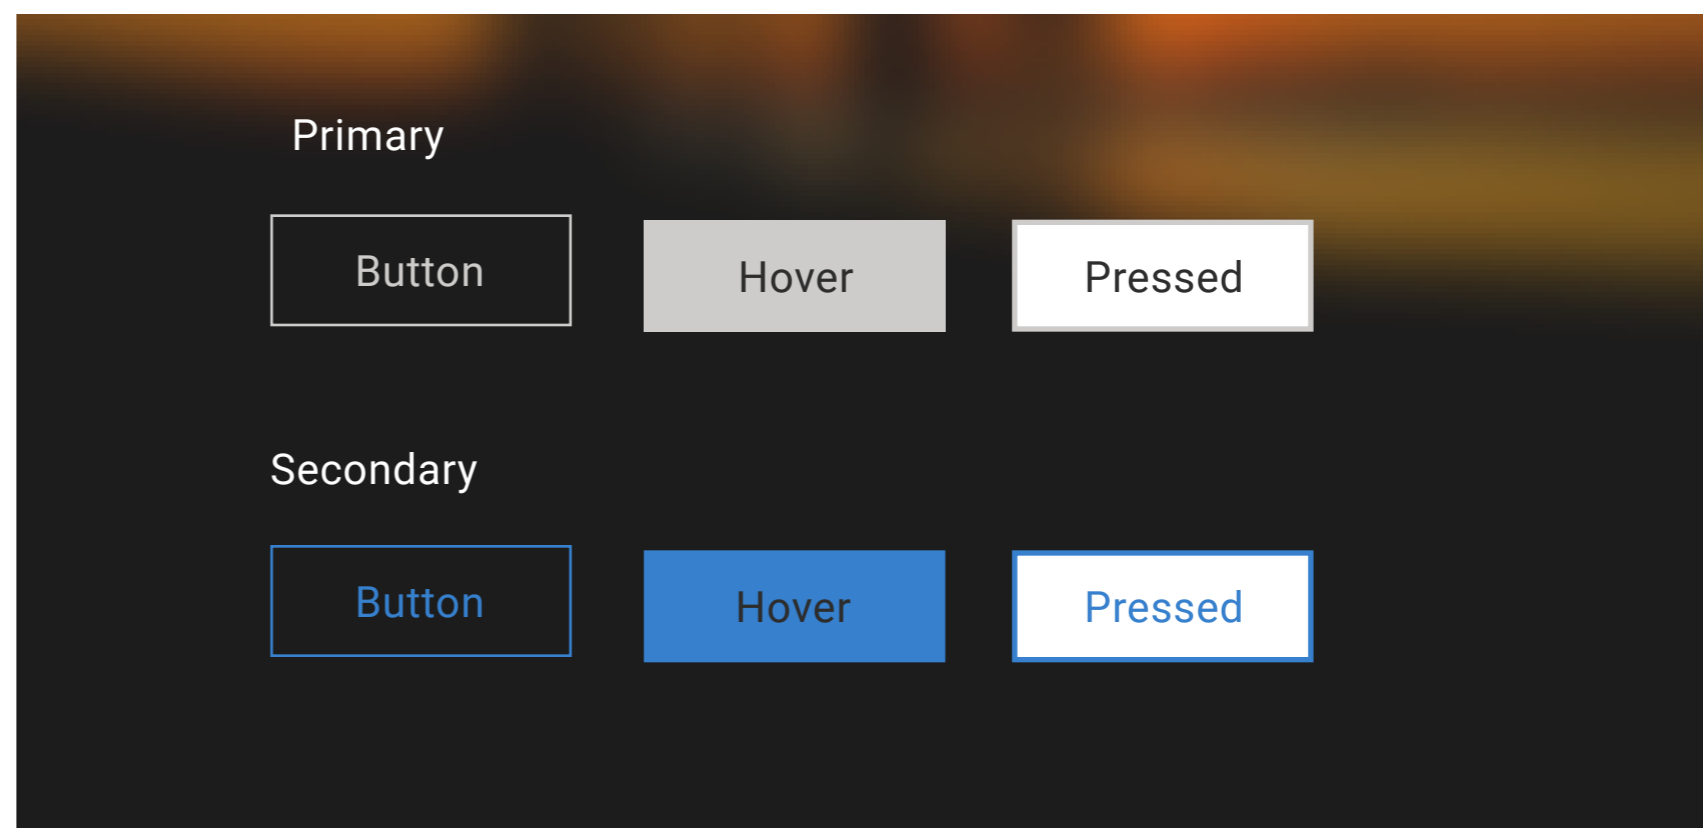 Primary
Button
Hover
Pressed
Secondary
Button
Hover
Pressed